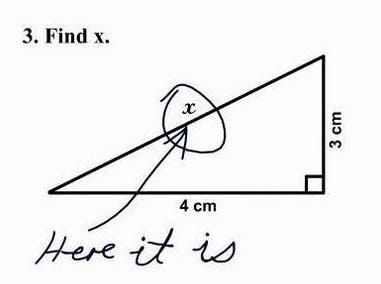 3. Find x.
x
3 cm
4 cm
Here it is